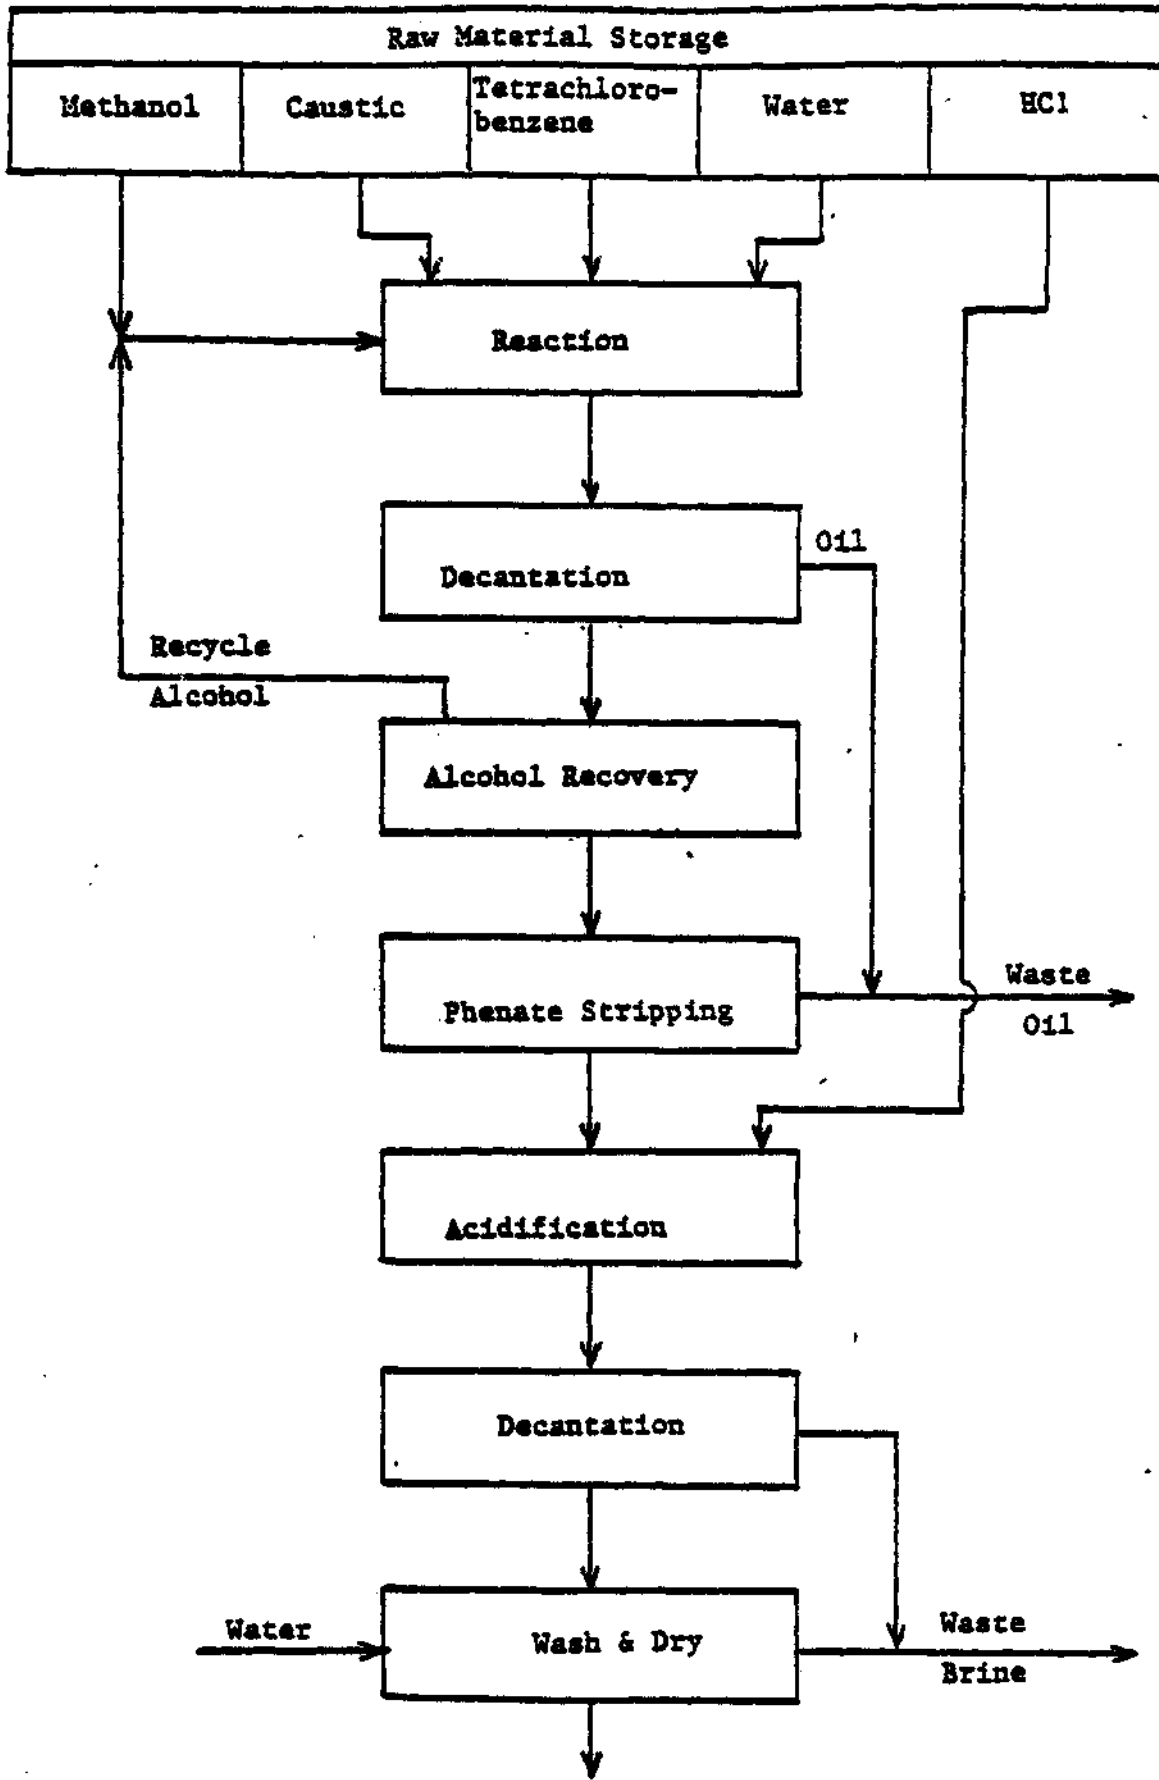 Raw Material Storage
Methanol
Caustic
Tetrachloro-
benzene
Water
HCl
Reaction
Decantation
Oil
Recycle
Alcohol
Alcohol Recovery
Phenate Stripping
Waste
Oil
Acidification
Decantation
Water
Wash & Dry
Waste
Brine